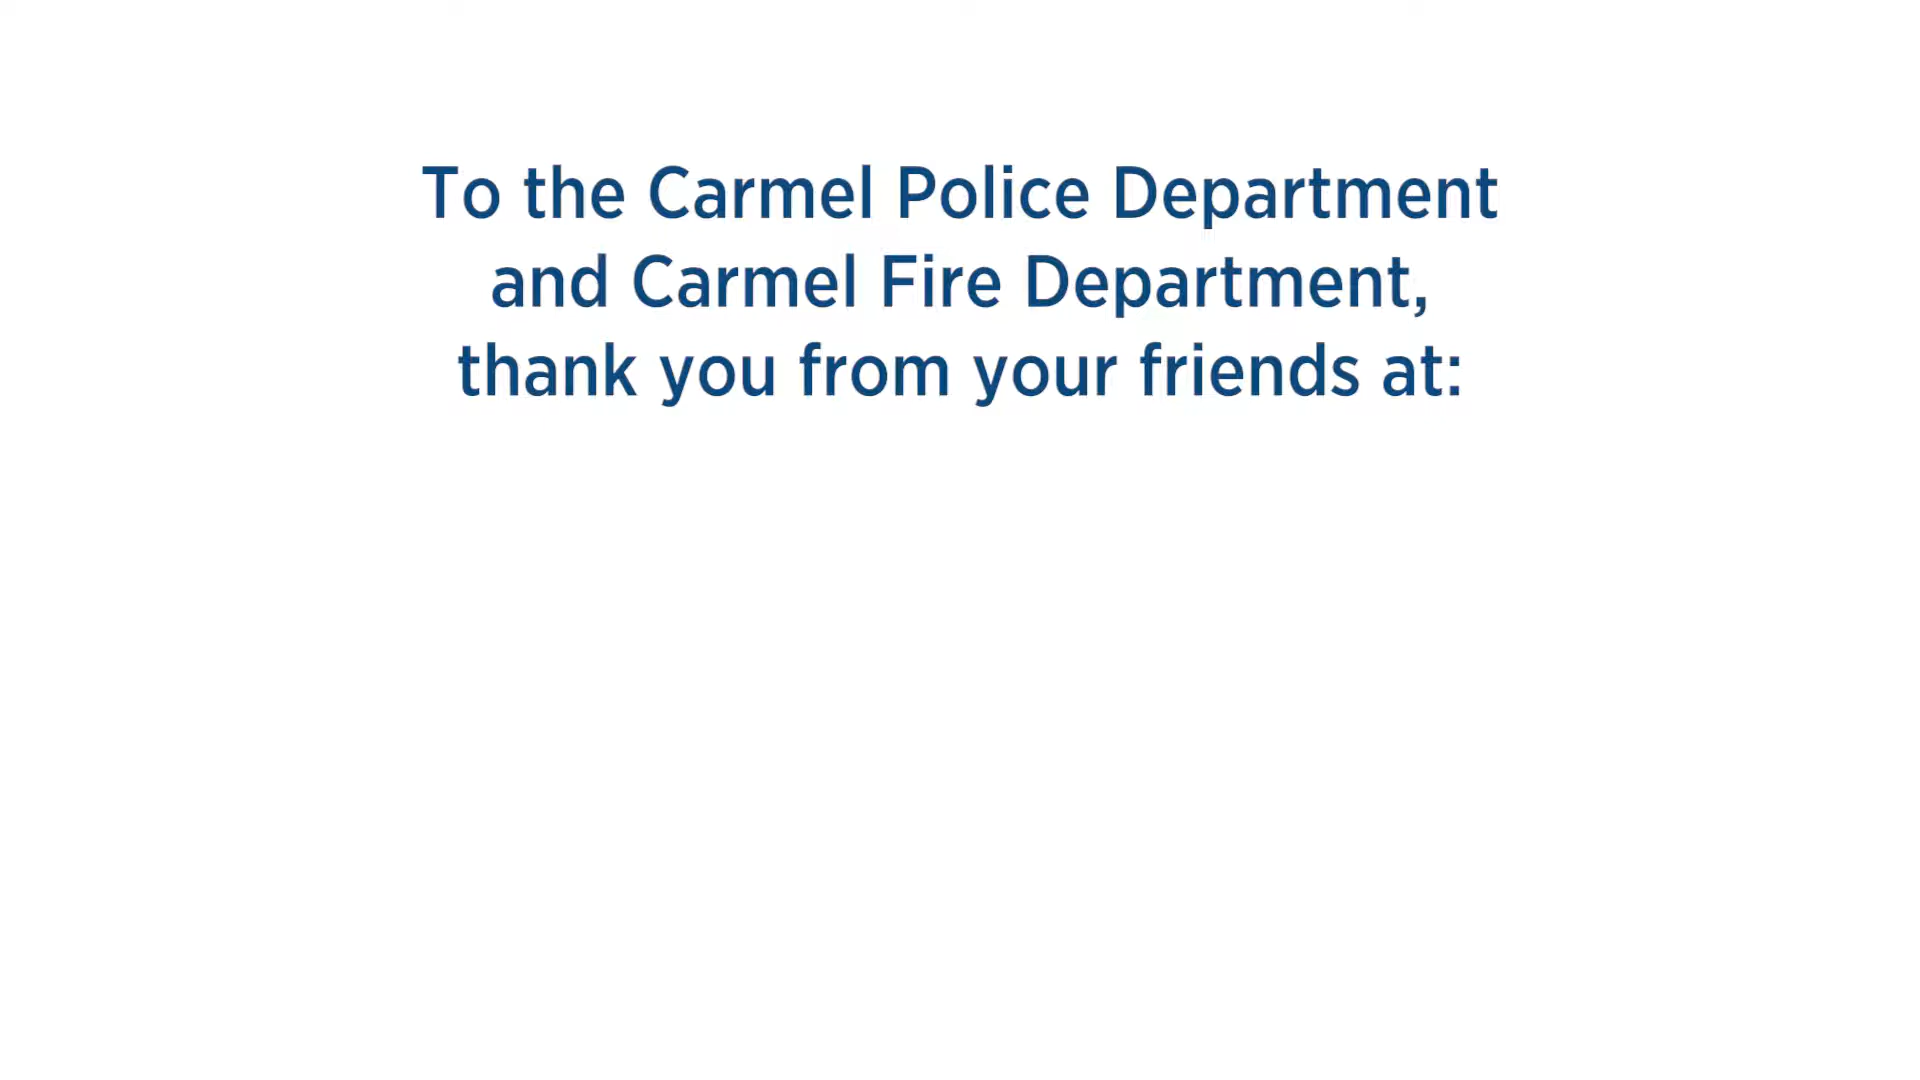 To the Carmel Police Department
and Carmel Fire Department,
thank you from your friends at: